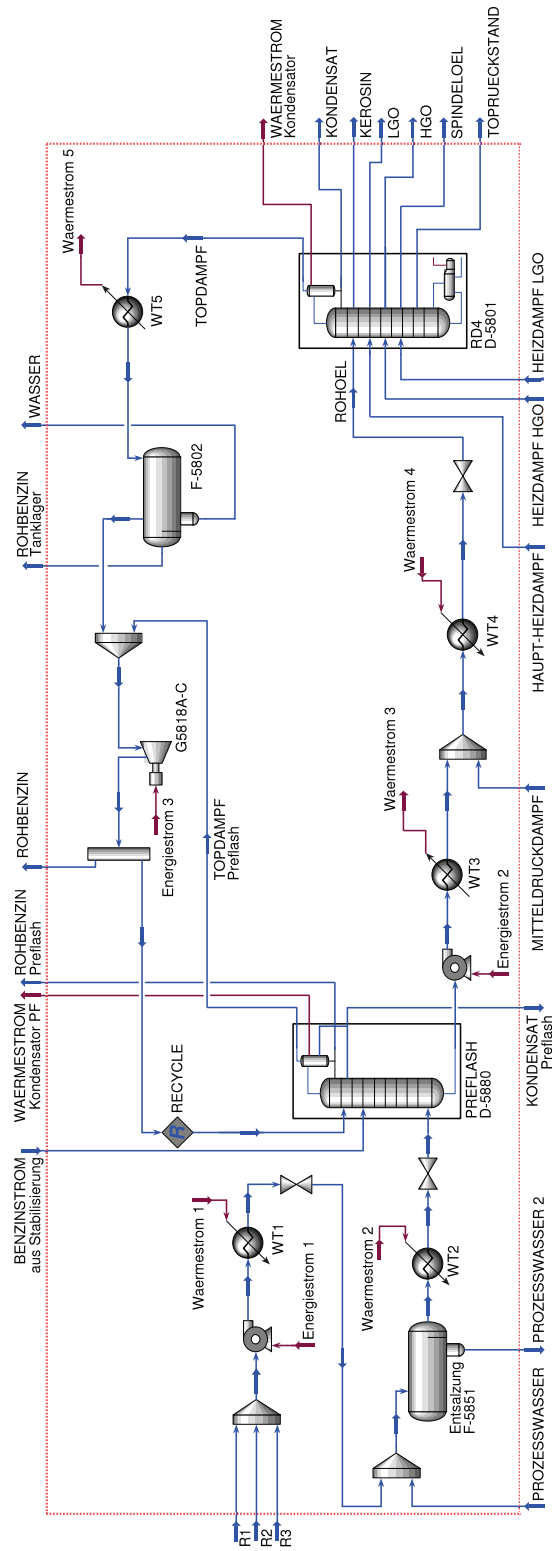 WAERMESTROM
Kondensator
KONDENSAT
KEROSIN
LGO
HGO
SPINDELOEL
TOPRUECKSTAND
Waermestrom 5
WT5
TOPDAMPF
RD4
D-5801
WASSER
ROHBENZIN
Tanklager
F-5802
ROHOEL
HEIZDAMPF LGO
HEIZDAMPF HGO
HAUPT-HEIZDAMPF
Waermestrom 4
WT4
G5818A-C
Energiestrom 3
ROHBENZIN
TOPDAMPF
Preflash
Waermestrom 3
WT3
Energiestrom 2
MITTELDRUCKDAMPF
ROHBENZIN
Preflash
WAERMESTROM
Kondensator PF
RECYCLE
R
PREFLASH
D-5880
KONDENSAT
Preflash
BENZINSTROM
aus Stabilisierung
Waermestrom 1
WT1
Energiestrom 1
Waermestrom 2
WT2
Entsalzung
F-5851
PROZESSWASSER 2
PROZESSWASSER
R1
R2
R3